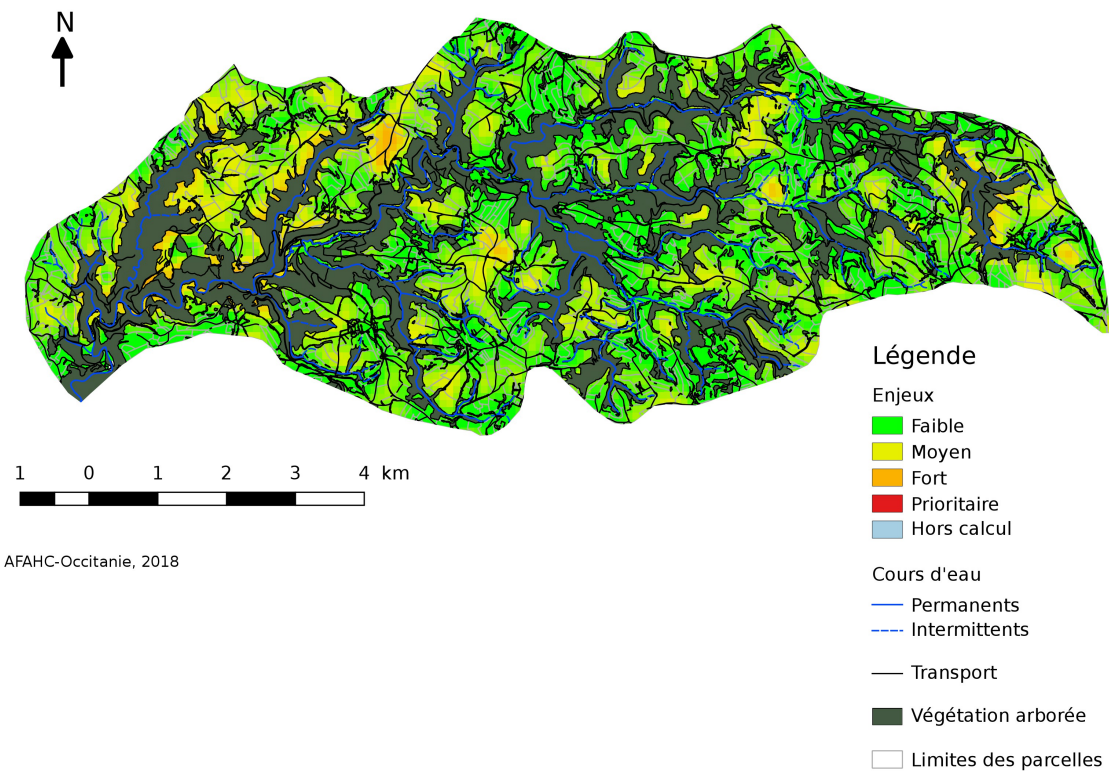 N
Légende
Enjeux
Faible
Moyen
Fort
Prioritaire
Hors calcul
1 0 1 2 3 4 km
AFAHC-Occitanie, 2018
Cours d'eau
Permanents
Intermittents
Transport
Végétation arborée
Limites des parcelles